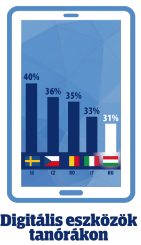 40%
36%
35%
33%
31%
SE
CZ
RO
IT
HU
Digitális eszközök
tanórákon